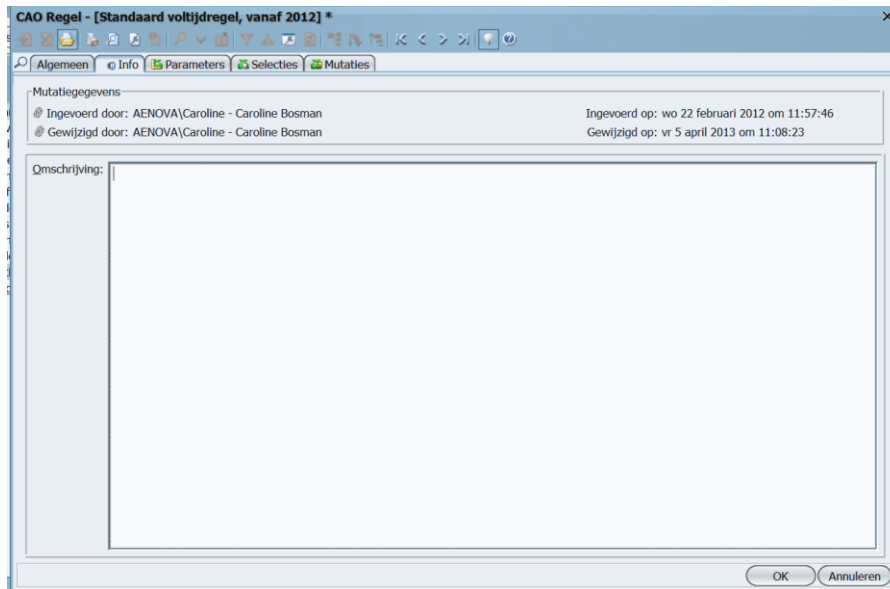 CAO Regel - [Standaard voltijdregel, vanaf 2012] *
Algemeen Info Parameters Selecties Mutaties
Mutatiegegevens
Ingevoerd door: AENOVA\Caroline - Caroline Bosman Ingevoerd op: wo 22 februari 2012 om 11:57:46
Gewijzigd door: AENOVA\Caroline - Caroline Bosman Gewijzigd op: vr 5 april 2013 om 11:08:23
Omschrijving:
OK Annuleren